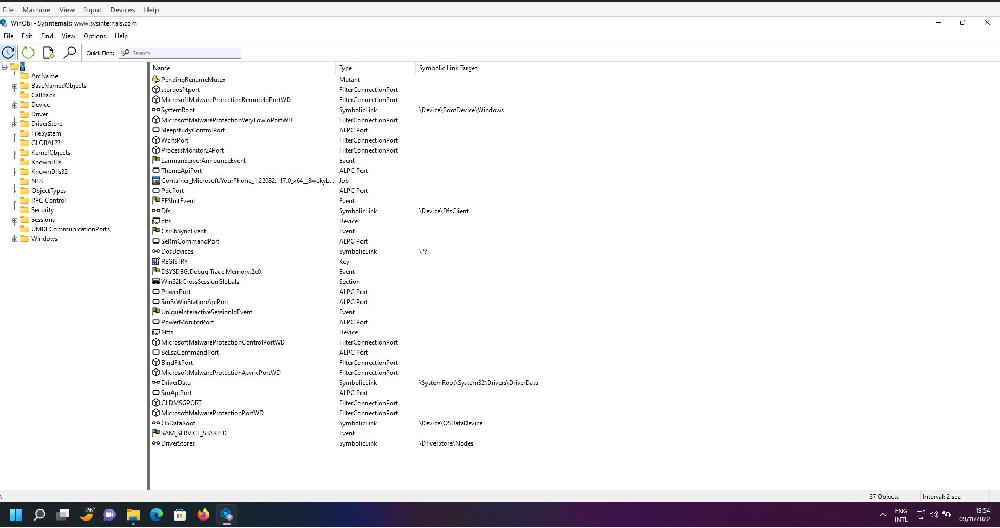 File Machine View Input Devices Help
WinObj - Sysinternals: www.sysinternals.com
File Edit Find View Options Help
Quick Find: Search
\
ArcName
BaseNamedObjects
Callback
Device
Driver
DriverStore
FileSystem
GLOBAL??
KernelObjects
KnownDlls
KnownDlls32
NLS
ObjectTypes
RPC Control
Security
Sessions
UMDFCommunicationPorts
Windows
Name Type Symbolic Link Target
PendingRenameMutex Mutant
storqosfltport FilterConnectionPort
MicrosoftMalwareProtectionRemoteIoPortWD FilterConnectionPort
SystemRoot SymbolicLink \Device\BootDevice\Windows
MicrosoftMalwareProtectionVeryLowIoPortWD FilterConnectionPort
SleepstudyControlPort ALPC Port
WcifsPort FilterConnectionPort
ProcessMonitor24Port FilterConnectionPort
LanmanServerAnnounceEvent Event
ThemeApiPort ALPC Port
Container_Microsoft.YourPhone_1.22082.117.0_x64__8wekyb... Job
PdcPort ALPC Port
EFSInitEvent Event
Dfs SymbolicLink \Device\DfsClient
clfs Device
CsrSbSyncEvent Event
SeRmCommandPort ALPC Port
DosDevices SymbolicLink \??
REGISTRY Key
DSYSDBG.Debug.Trace.Memory.2e0 Event
Win32kCrossSessionGlobals Section
PowerPort ALPC Port
SmSsWinStationApiPort ALPC Port
UniqueInteractiveSessionIdEvent Event
PowerMonitorPort ALPC Port
Ntfs Device
MicrosoftMalwareProtectionControlPortWD FilterConnectionPort
SeLsaCommandPort ALPC Port
BindFltPort FilterConnectionPort
MicrosoftMalwareProtectionAsyncPortWD FilterConnectionPort
DriverData SymbolicLink \SystemRoot\System32\Drivers\DriverData
SmApiPort ALPC Port
CLDMSGPORT FilterConnectionPort
MicrosoftMalwareProtectionPortWD FilterConnectionPort
OSDataRoot SymbolicLink \Device\OSDataDevice
SAM_SERVICE_STARTED Event
DriverStores SymbolicLink \DriverStore\Nodes
\ 37 Objects Interval: 2 sec
26°
ENG
INTL
19:54
09/11/2022